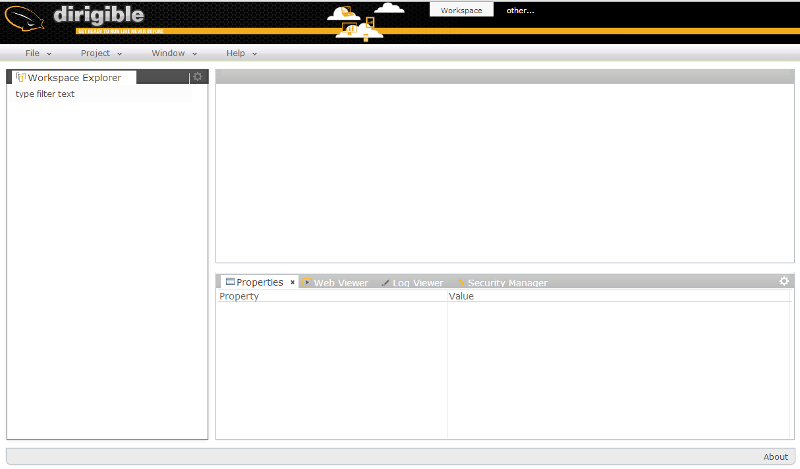 dirigible
GET READY TO RUN LIKE NEVER BEFORE
Workspace other...
File Project Window Help
Workspace Explorer
type filter text
Properties Web Viewer Log Viewer Security Manager
Property Value
About